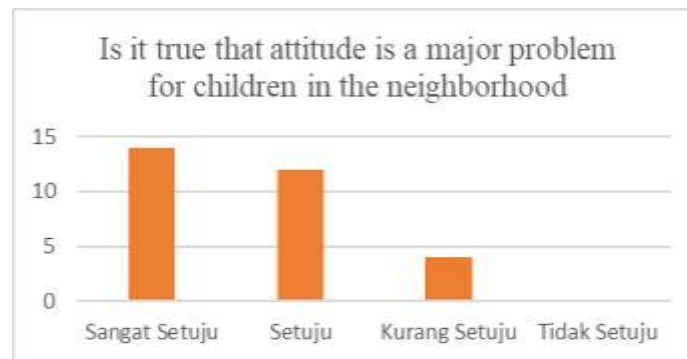 Is it true that attitude is a major problem
for children in the neighborhood
15
10
5
0
Sangat Setuju Setuju Kurang Setuju Tidak Setuju